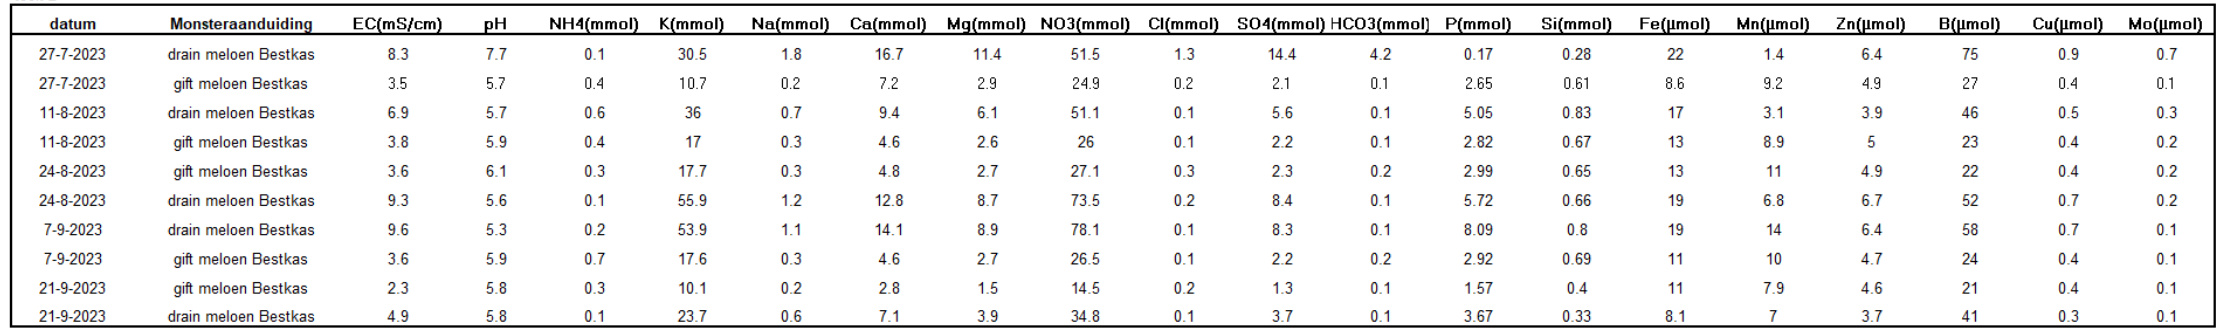 datum Monsteraanduiding EC(mS/cm) pH NH4(mmol) K(mmol) Na(mmol) Ca(mmol) Mg(mmol) NO3(mmol) Cl(mmol) SO4(mmol) HCO3(mmol) P(mmol) Si(mmol) Fe(µmol) Mn(µmol) Zn(µmol) B(µmol) Cu(µmol) Mo(µmol)
27-7-2023 drain meloen Bestkas 8.3 7.7 0.1 30.5 1.8 16.7 11.4 51.5 1.3 14.4 4.2 0.17 0.28 22 1.4 6.4 75 0.9 0.7
27-7-2023 gift meloen Bestkas 3.5 5.7 0.4 10.7 0.2 7.2 2.9 24.9 0.2 2.1 0.1 2.65 0.61 8.6 9.2 4.9 27 0.4 0.1
11-8-2023 drain meloen Bestkas 6.9 5.7 0.6 36 0.7 9.4 6.1 51.1 0.1 5.6 0.1 5.05 0.83 17 3.1 3.9 46 0.5 0.3
11-8-2023 gift meloen Bestkas 3.8 5.9 0.4 17 0.3 4.6 2.6 26 0.1 2.2 0.1 2.82 0.67 13 8.9 5 23 0.4 0.2
24-8-2023 gift meloen Bestkas 3.6 6.1 0.3 17.7 0.3 4.8 2.7 27.1 0.3 2.3 0.2 2.99 0.65 13 11 4.9 22 0.4 0.2
24-8-2023 drain meloen Bestkas 9.3 5.6 0.1 55.9 1.2 12.8 8.7 73.5 0.2 8.4 0.1 5.72 0.66 19 6.8 6.7 52 0.7 0.2
7-9-2023 drain meloen Bestkas 9.6 5.3 0.2 53.9 1.1 14.1 8.9 78.1 0.1 8.3 0.1 8.09 0.8 19 14 6.4 58 0.7 0.1
7-9-2023 gift meloen Bestkas 3.6 5.9 0.7 17.6 0.3 4.6 2.7 26.5 0.1 2.2 0.2 2.92 0.69 11 10 4.7 24 0.4 0.1
21-9-2023 gift meloen Bestkas 2.3 5.8 0.3 10.1 0.2 2.8 1.5 14.5 0.2 1.3 0.1 1.57 0.4 11 7.9 4.6 21 0.4 0.1
21-9-2023 drain meloen Bestkas 4.9 5.8 0.1 23.7 0.6 7.1 3.9 34.8 0.1 3.7 0.1 3.67 0.33 8.1 7 3.7 41 0.3 0.1